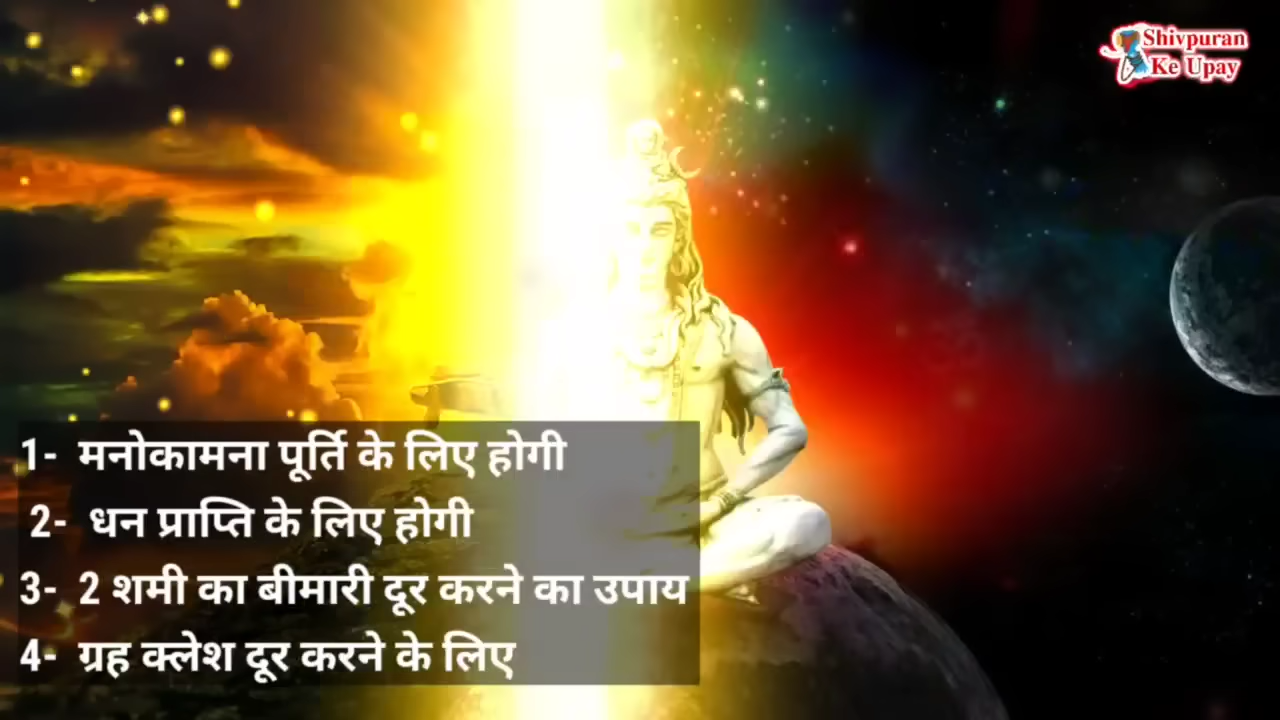 Shivpuran
Ke Upay
1- मनोकामना पूर्ति के लिए होगी
2- धन प्राप्ति के लिए होगी
3- 2 शमी का बीमारी दूर करने का उपाय
4- ग्रह क्लेश दूर करने के लिए